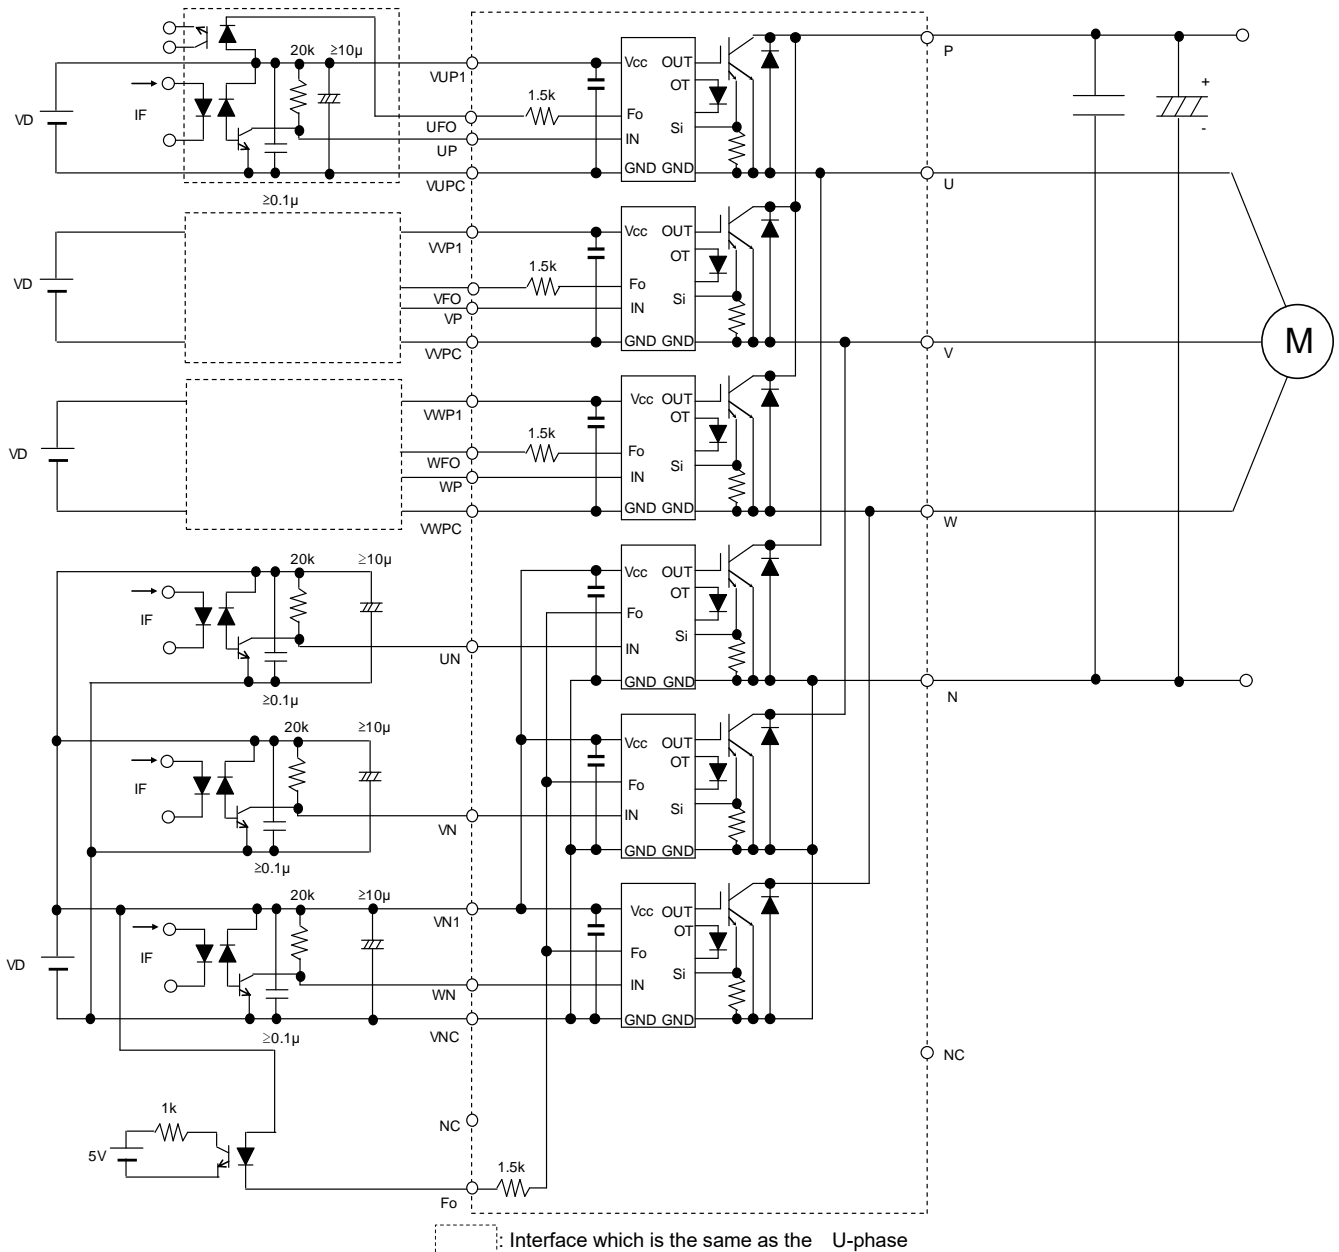 20k ≥10μ
VD IF
≥0.1μ
VUP1
UFO
UP
VUPC
1.5k
Vcc OUT
OT
Fo
Si
IN
GND GND
P
+
-
U
VD
VVP1
VFO
VP
VVPC
1.5k
Vcc OUT
OT
Fo
Si
IN
GND GND
V
M
VD
VWP1
WFO
WP
VWPC
1.5k
Vcc OUT
OT
Fo
Si
IN
GND GND
W
20k ≥10μ
IF
≥0.1μ
UN
Vcc OUT
OT
Fo
Si
IN
GND GND
N
20k ≥10μ
IF
≥0.1μ
VN
Vcc OUT
OT
Fo
Si
IN
GND GND
20k ≥10μ
VD IF
≥0.1μ
VN1
WN
VNC
Vcc OUT
OT
Fo
Si
IN
GND GND
NC
1k
5V
NC
1.5k
Fo
: Interface which is the same as the U-phase